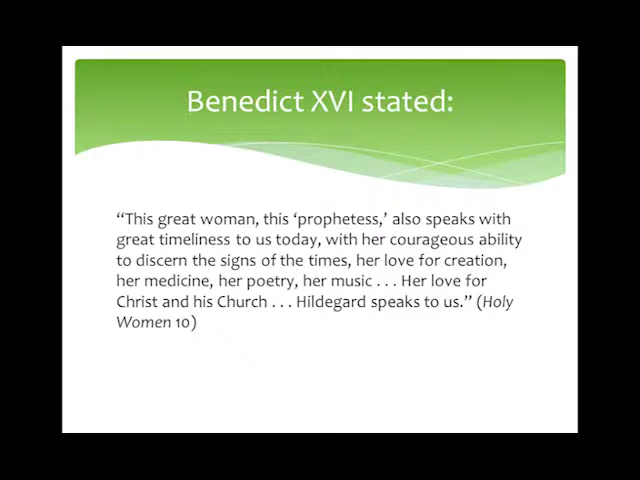 Benedict XVI stated:
“This great woman, this ‘prophetess,’ also speaks with
great timeliness to us today, with her courageous ability
to discern the signs of the times, her love for creation,
her medicine, her poetry, her music . . . Her love for
Christ and his Church . . . Hildegard speaks to us.” (Holy
Women 10)